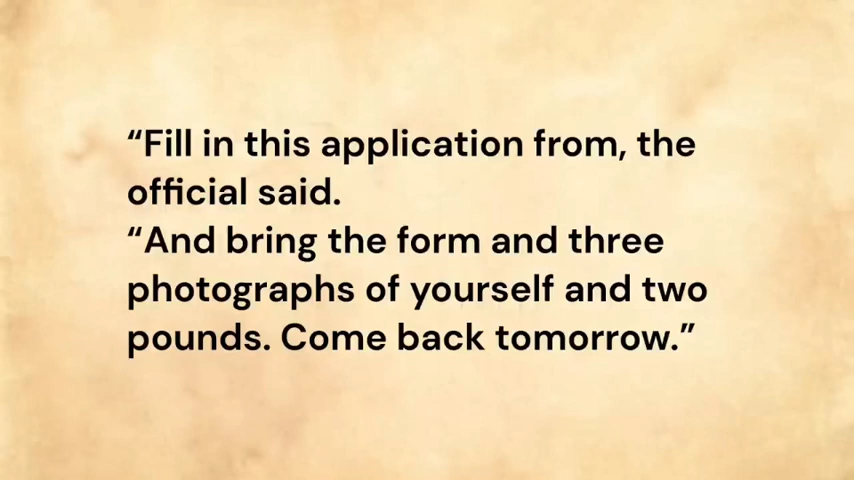 “Fill in this application from, the
official said.
“And bring the form and three
photographs of yourself and two
pounds. Come back tomorrow.”